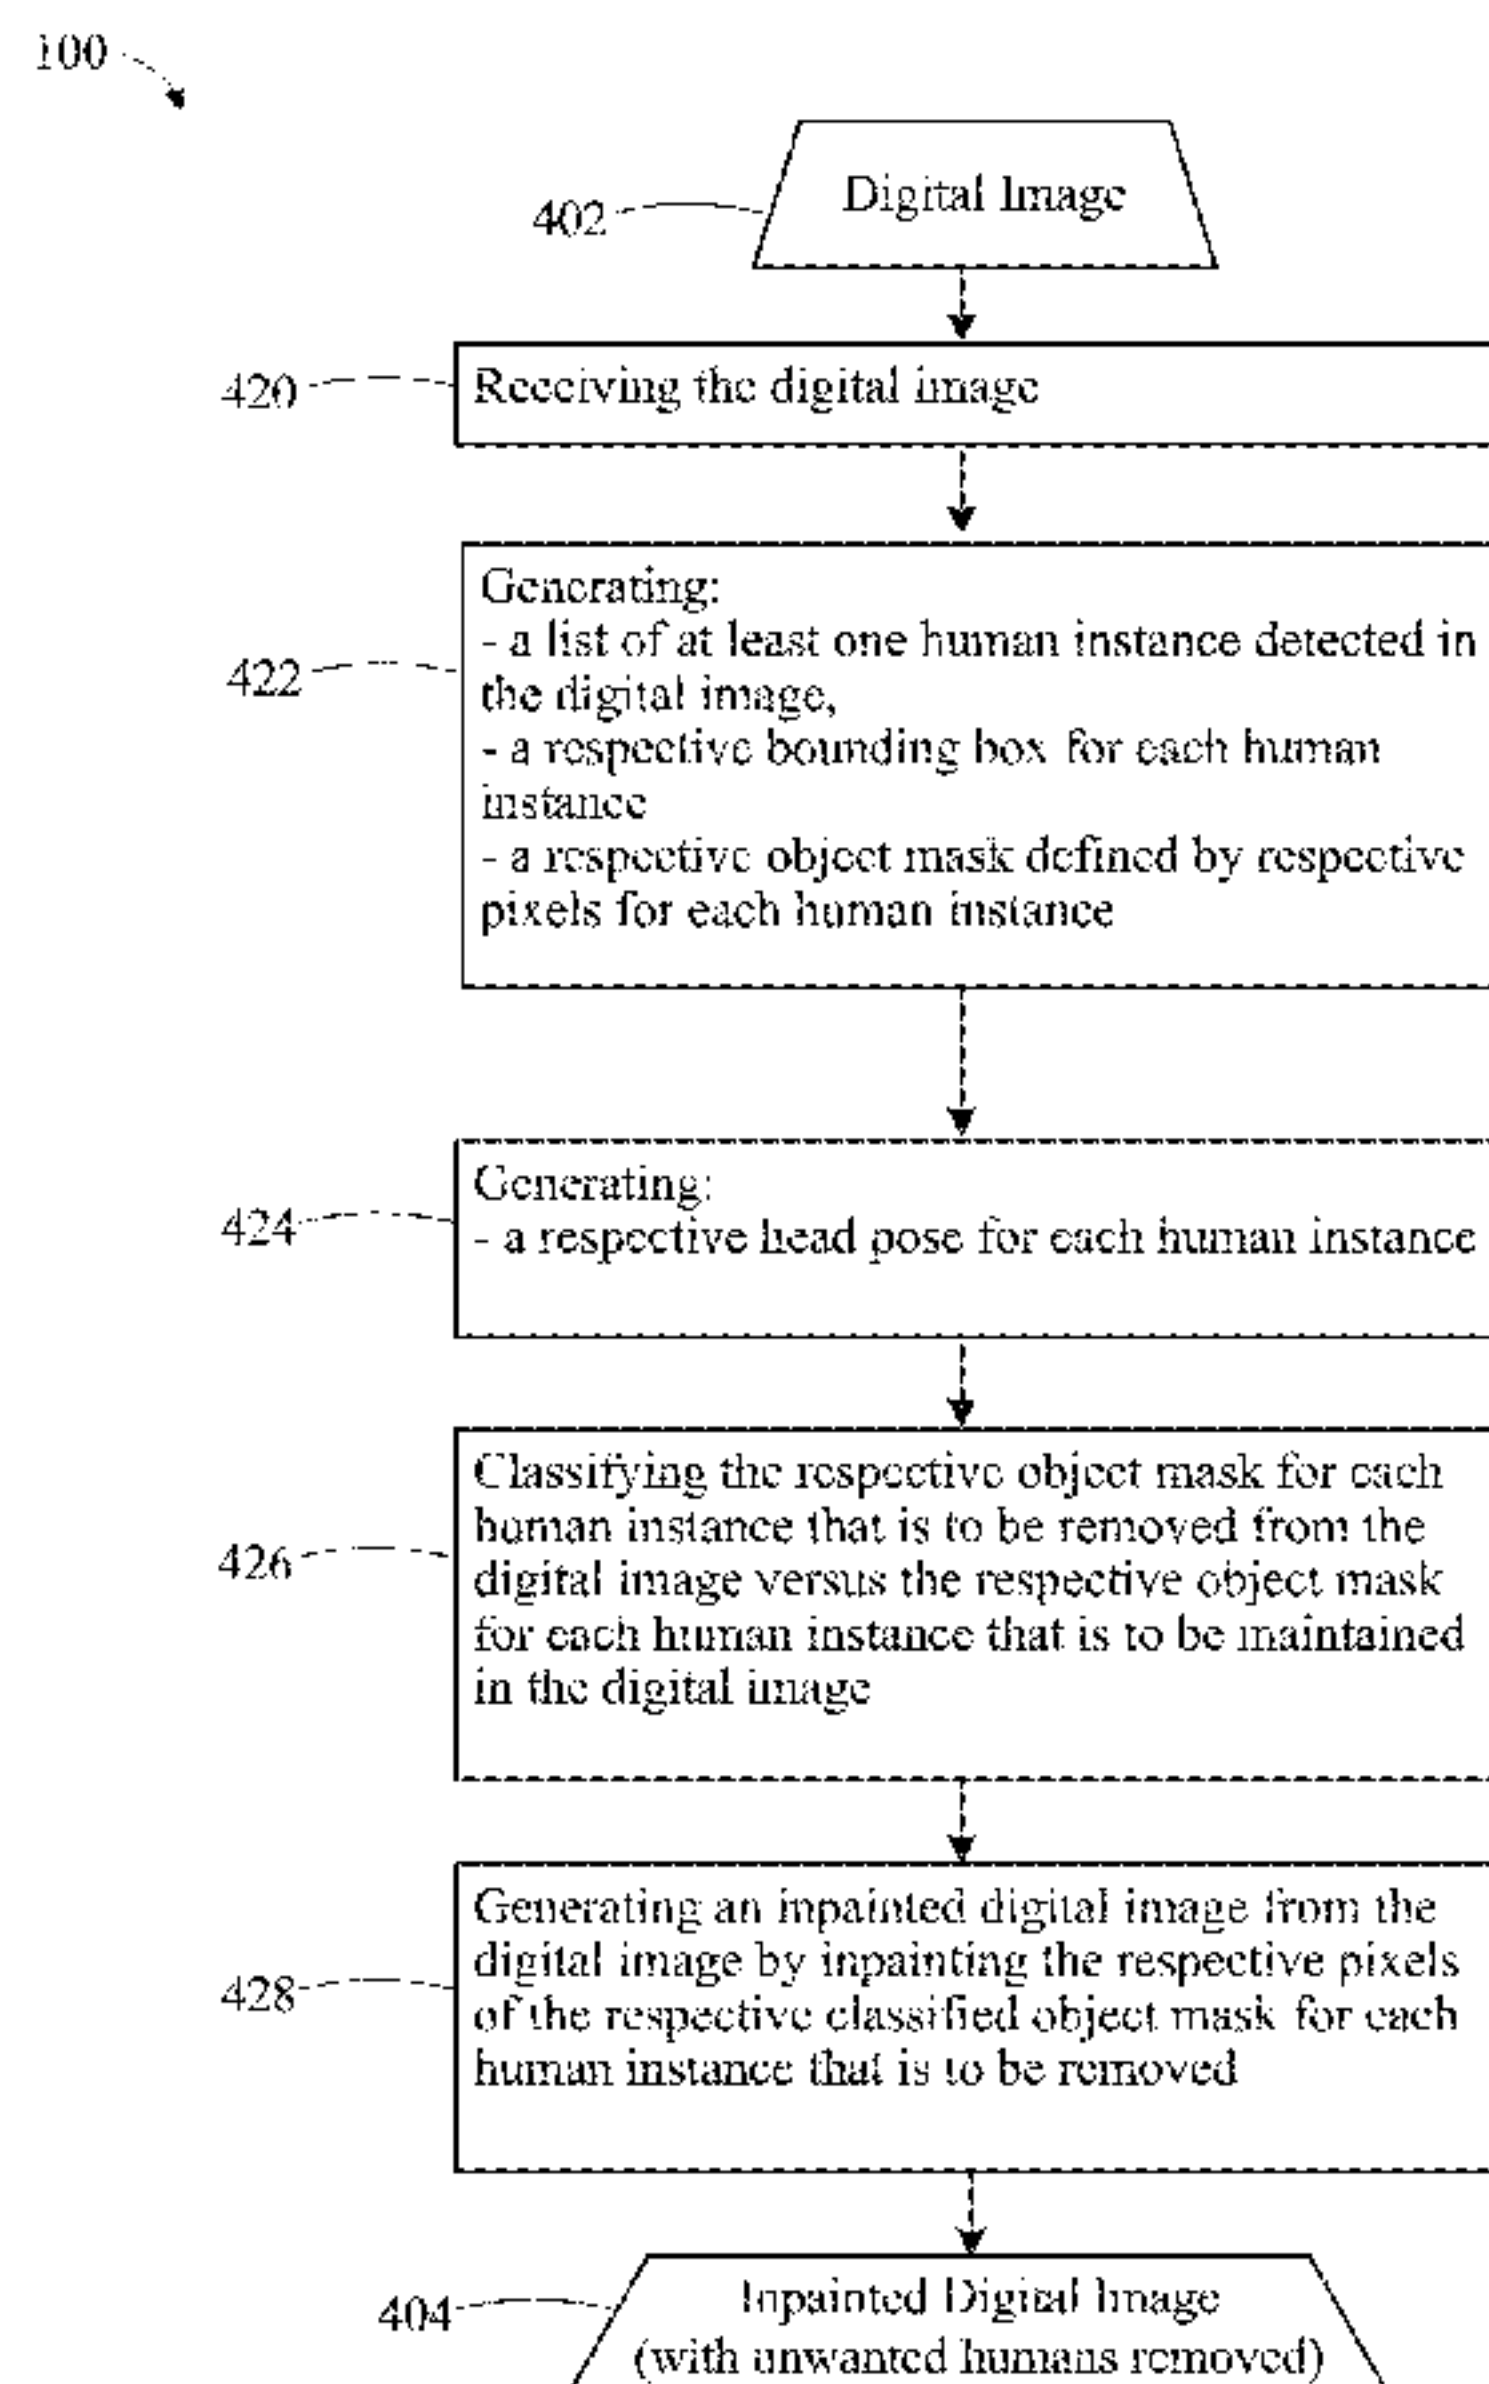 100
402
Digital Image
420
Receiving the digital image
422
Generating:
- a list of at least one human instance detected in
the digital image,
- a respective bounding box for each human
instance
- a respective object mask defined by respective
pixels for each human instance
424
Generating:
- a respective head pose for each human instance
426
Classifying the respective object mask for each
human instance that is to be removed from the
digital image versus the respective object mask
for each human instance that is to be maintained
in the digital image
428
Generating an inpainted digital image from the
digital image by inpainting the respective pixels
of the respective classified object mask for each
human instance that is to be removed
404
Inpainted Digital Image
(with unwanted humans removed)